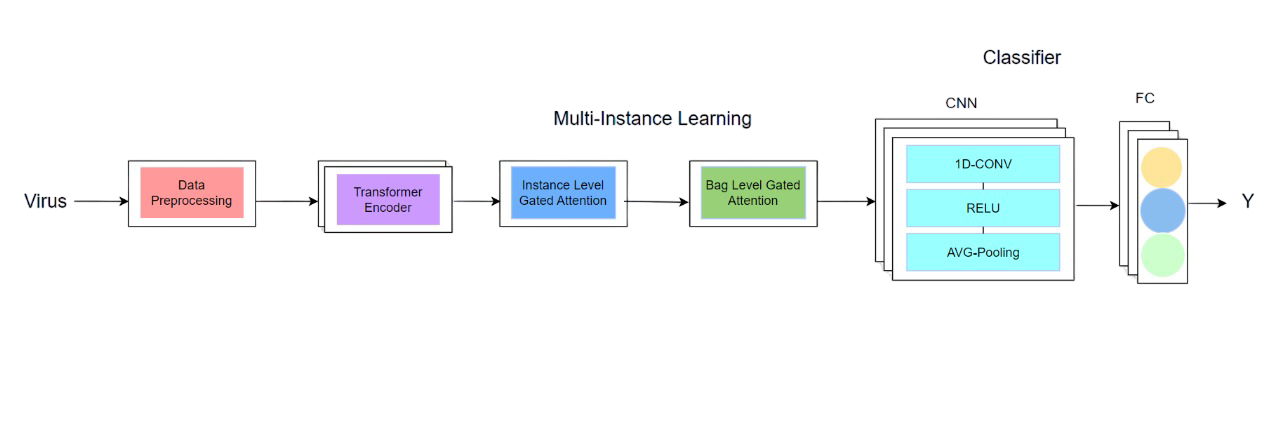 Classifier
CNN
FC
Multi-Instance Learning
Virus
Data
Preprocessing
Transformer
Encoder
Instance Level
Gated Attention
Bag Level Gated
Attention
1D-CONV
RELU
AVG-Pooling
Y